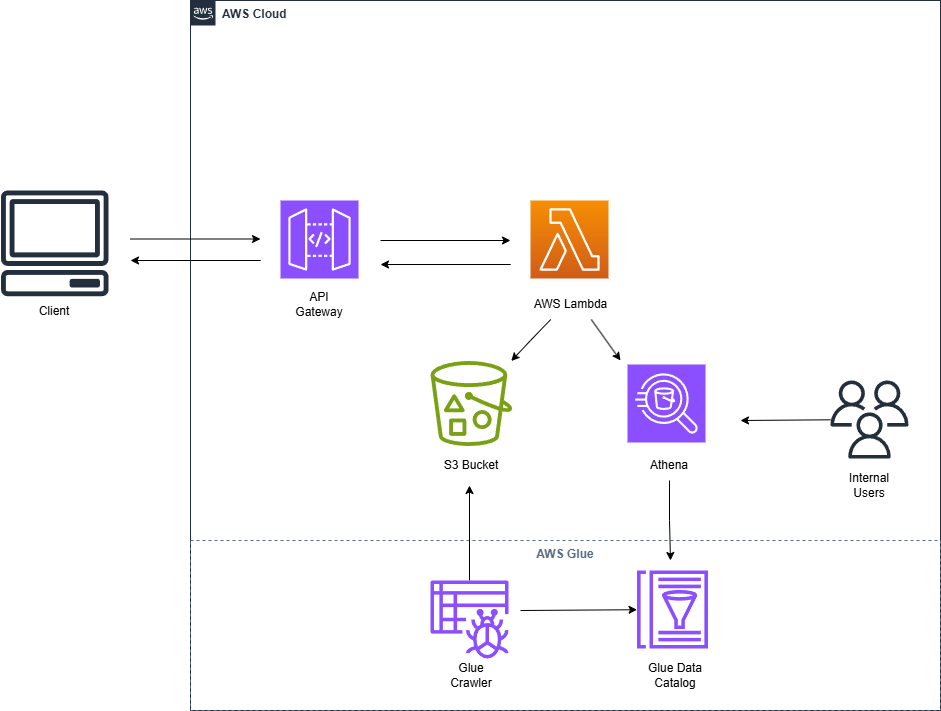 aws
AWS Cloud
Client
API
Gateway
</>
AWS Lambda
S3 Bucket
Athena
Internal
Users
AWS Glue
Glue
Crawler
Glue Data
Catalog